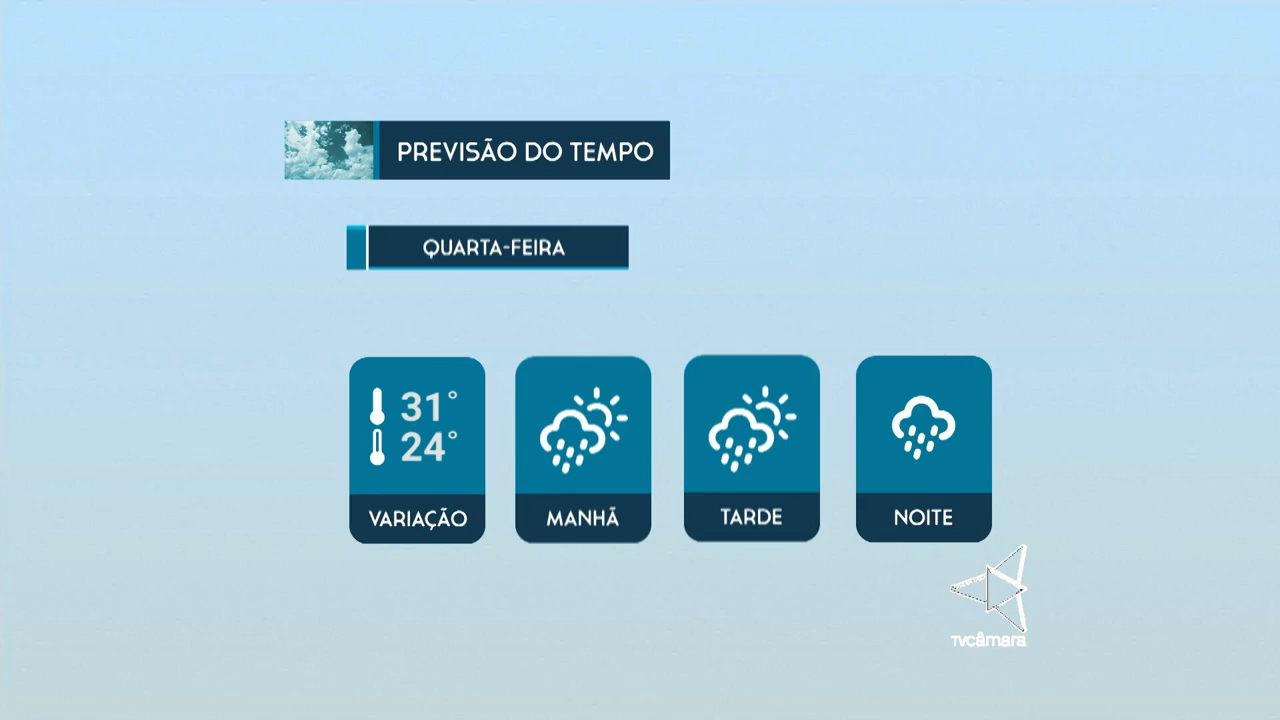 PREVISÃO DO TEMPO
QUARTA-FEIRA
31°
24°
VARIAÇÃO
MANHÃ
TARDE
NOITE
TVCâmara